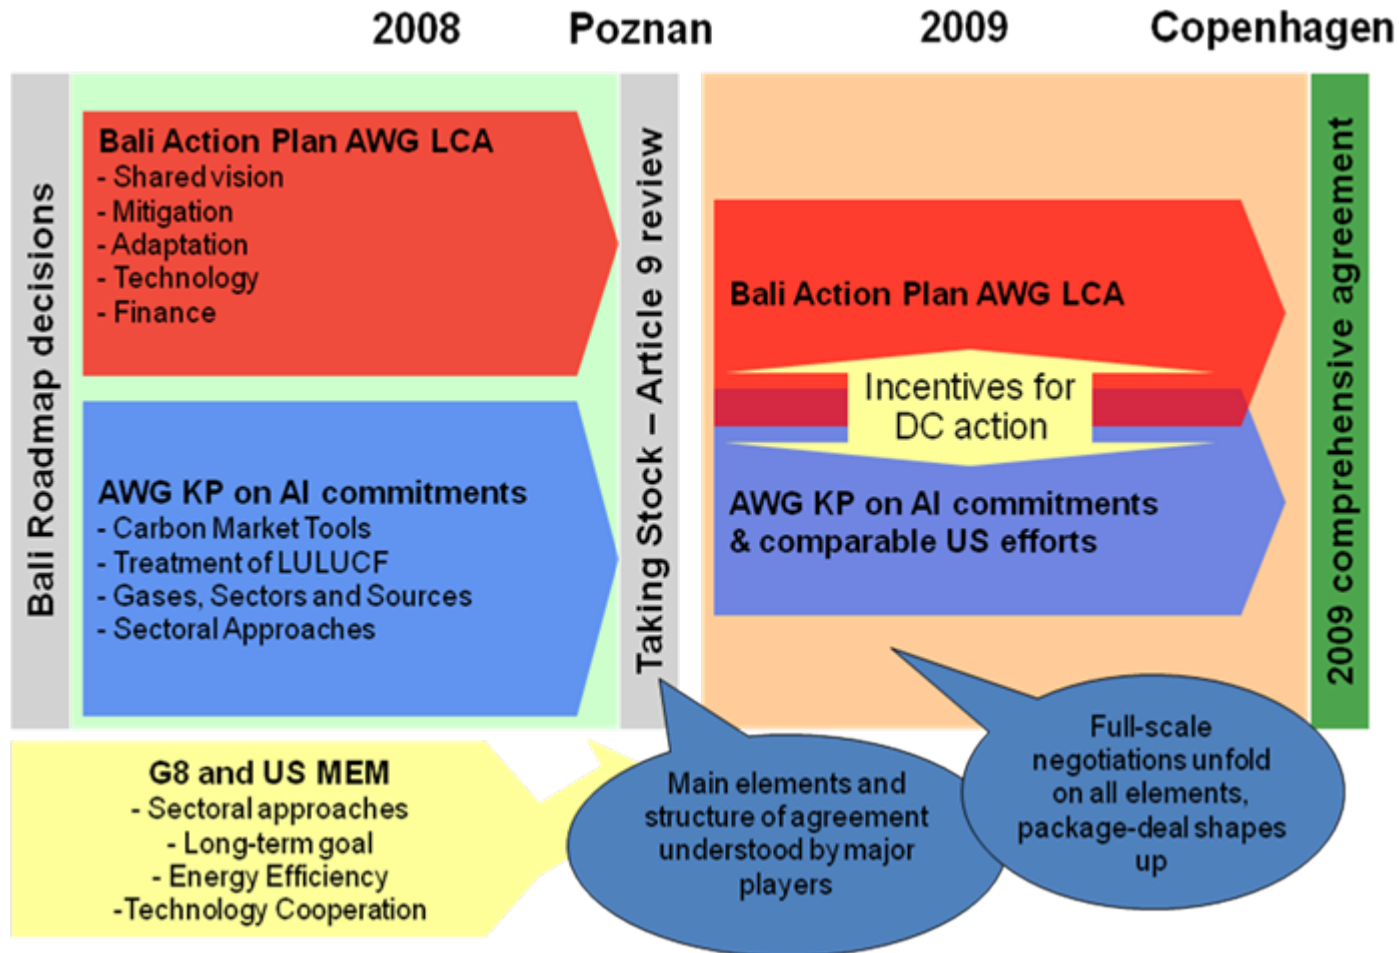 2008
Poznan
2009
Copenhagen
Bali Roadmap decisions
Bali Action Plan AWG LCA
- Shared vision
- Mitigation
- Adaptation
- Technology
- Finance
AWG KP on AI commitments
- Carbon Market Tools
- Treatment of LULUCF
- Gases, Sectors and Sources
- Sectoral Approaches
Taking Stock – Article 9 review
Bali Action Plan AWG LCA
Incentives for
DC action
AWG KP on AI commitments
& comparable US efforts
2009 comprehensive agreement
G8 and US MEM
- Sectoral approaches
- Long-term goal
- Energy Efficiency
-Technology Cooperation
Main elements and
structure of agreement
understood by major
players
Full-scale
negotiations unfold
on all elements,
package-deal shapes
up